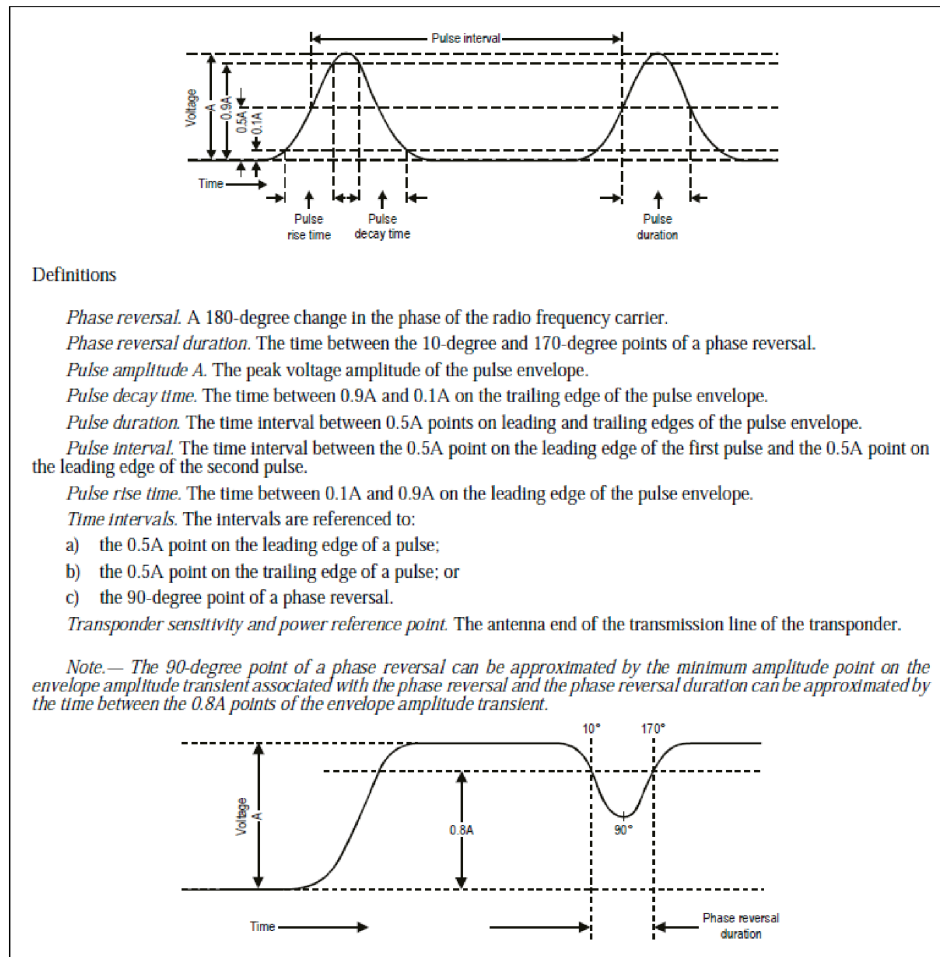 Pulse interval
Voltage
A
0.9A
0.5A
0.1A
Time
Pulse
rise time
Pulse
decay time
Pulse
duration
Definitions
Phase reversal. A 180-degree change in the phase of the radio frequency carrier.
Phase reversal duration. The time between the 10-degree and 170-degree points of a phase reversal.
Pulse amplitude A. The peak voltage amplitude of the pulse envelope.
Pulse decay time. The time between 0.9A and 0.1A on the trailing edge of the pulse envelope.
Pulse duration. The time interval between 0.5A points on leading and trailing edges of the pulse envelope.
Pulse interval. The time interval between the 0.5A point on the leading edge of the first pulse and the 0.5A point on
the leading edge of the second pulse.
Pulse rise time. The time between 0.1A and 0.9A on the leading edge of the pulse envelope.
Time intervals. The intervals are referenced to:
a) the 0.5A point on the leading edge of a pulse;
b) the 0.5A point on the trailing edge of a pulse; or
c) the 90-degree point of a phase reversal.
Transponder sensitivity and power reference point. The antenna end of the transmission line of the transponder.
Note.— The 90-degree point of a phase reversal can be approximated by the minimum amplitude point on the
envelope amplitude transient associated with the phase reversal and the phase reversal duration can be approximated by
the time between the 0.8A points of the envelope amplitude transient.
10° 170°
Voltage
A
0.8A
90°
Time
Phase reversal
duration